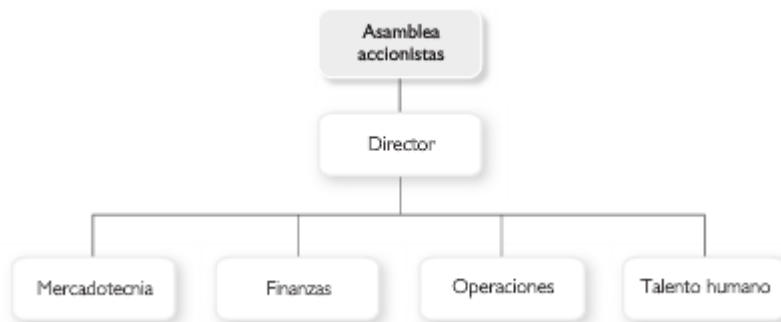 Asamblea
accionistas
Director
Mercadotecnia
Finanzas
Operaciones
Talento humano